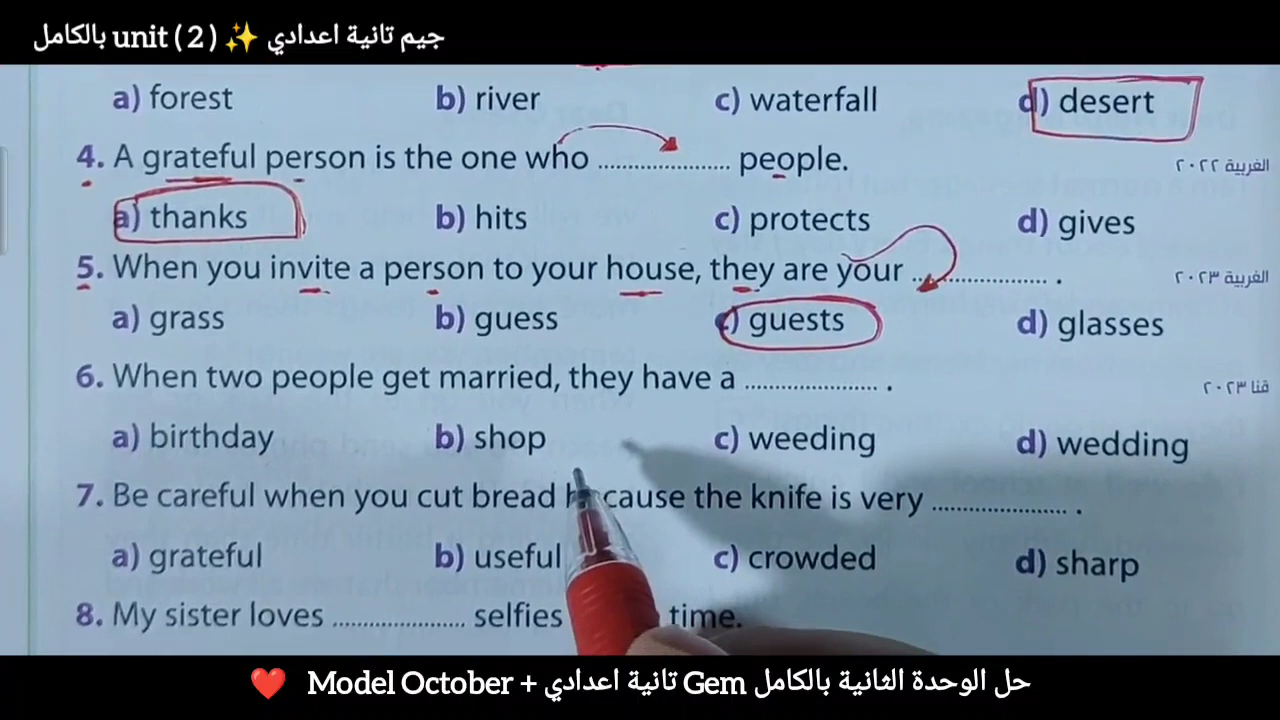 جيم تانية اعدادي ✨ unit ( 2 ) بالكامل
a) forest b) river c) waterfall d) desert
4. A grateful person is the one who ...................... people. الغربية ٢٠٢٢
a) thanks b) hits c) protects d) gives
5. When you invite a person to your house, they are your ...................... . الغربية ٢٠٢٣
a) grass b) guess c) guests d) glasses
6. When two people get married, they have a ...................... . قنا ٢٠٢٣
a) birthday b) shop c) weeding d) wedding
7. Be careful when you cut bread because the knife is very ...................... .
a) grateful b) useful c) crowded d) sharp
8. My sister loves ...................... selfies time.
حل الوحدة الثانية بالكامل Gem تانية اعدادي + Model October ❤️